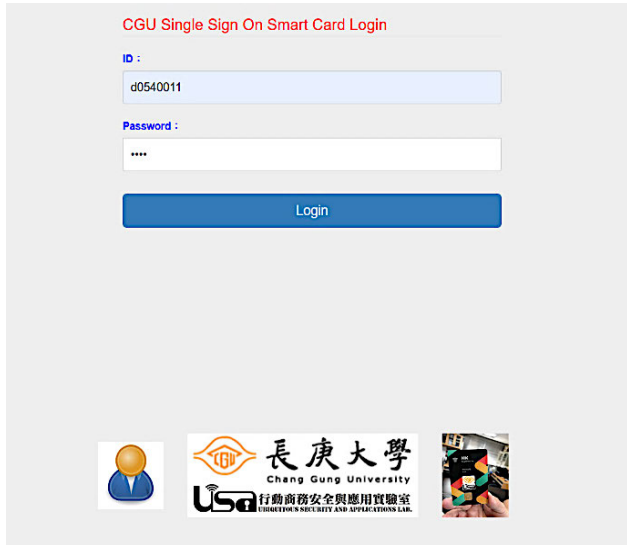 CGU Single Sign On Smart Card Login
ID：
d0540011
Password：
••••
Login
CGU
長庚大學
Chang Gung University
USa
行動商務安全與應用實驗室
UBIQUITOUS SECURITY AND APPLICATIONS LAB.